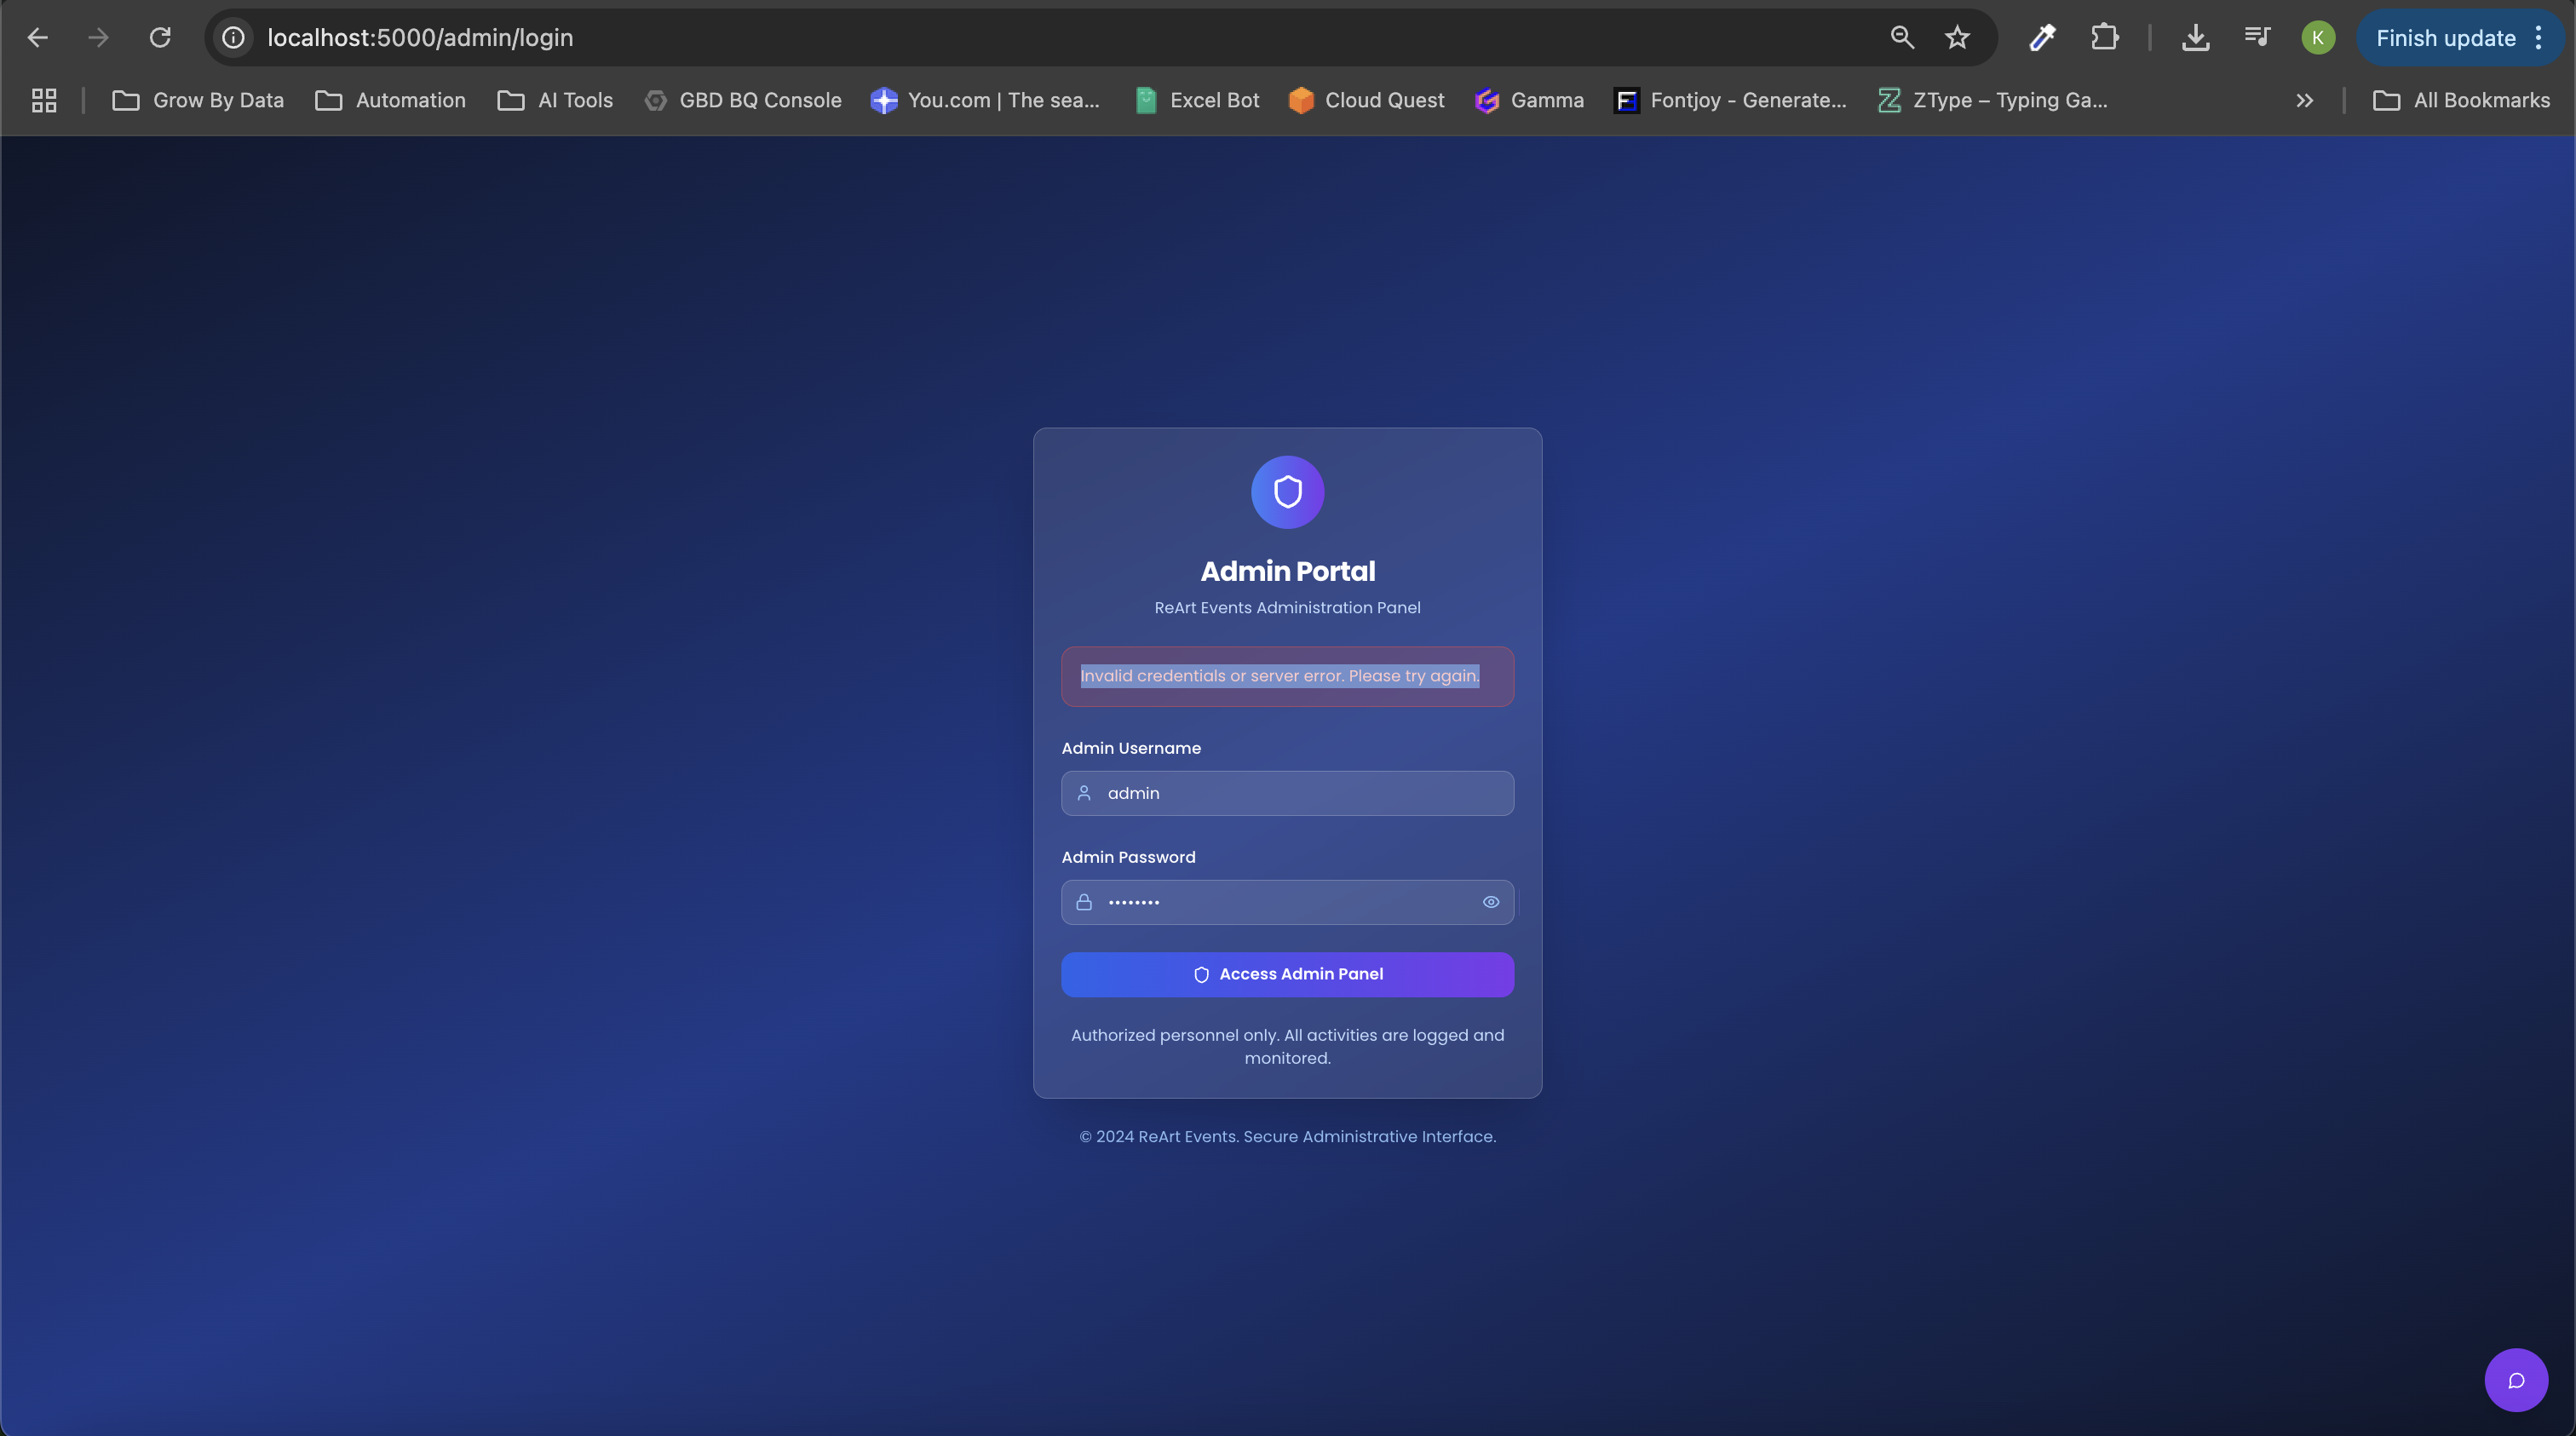 localhost:5000/admin/login
K
Finish update
Grow By Data
Automation
AI Tools
GBD BQ Console
You.com | The sea...
Excel Bot
Cloud Quest
Gamma
Fontjoy - Generate...
ZType – Typing Ga...
All Bookmarks
Admin Portal
ReArt Events Administration Panel
Invalid credentials or server error. Please try again.
Admin Username
admin
Admin Password
••••••••
Access Admin Panel
Authorized personnel only. All activities are logged and
monitored.
© 2024 ReArt Events. Secure Administrative Interface.